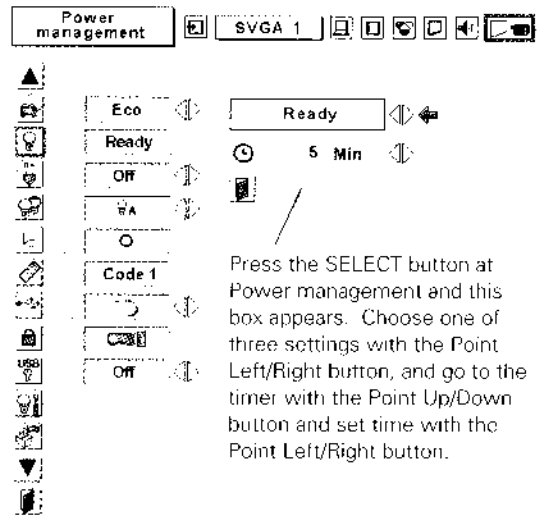 Power
management
SVGA 1
Eco
Ready
Ready
Off
5 Min
A
Code 1
Press the SELECT button at
Power management and this
box appears. Choose one of
three settings with the Point
Left/Right button, and go to the
timer with the Point Up/Down
button and set time with the
Point Left/Right button.
USB
Off